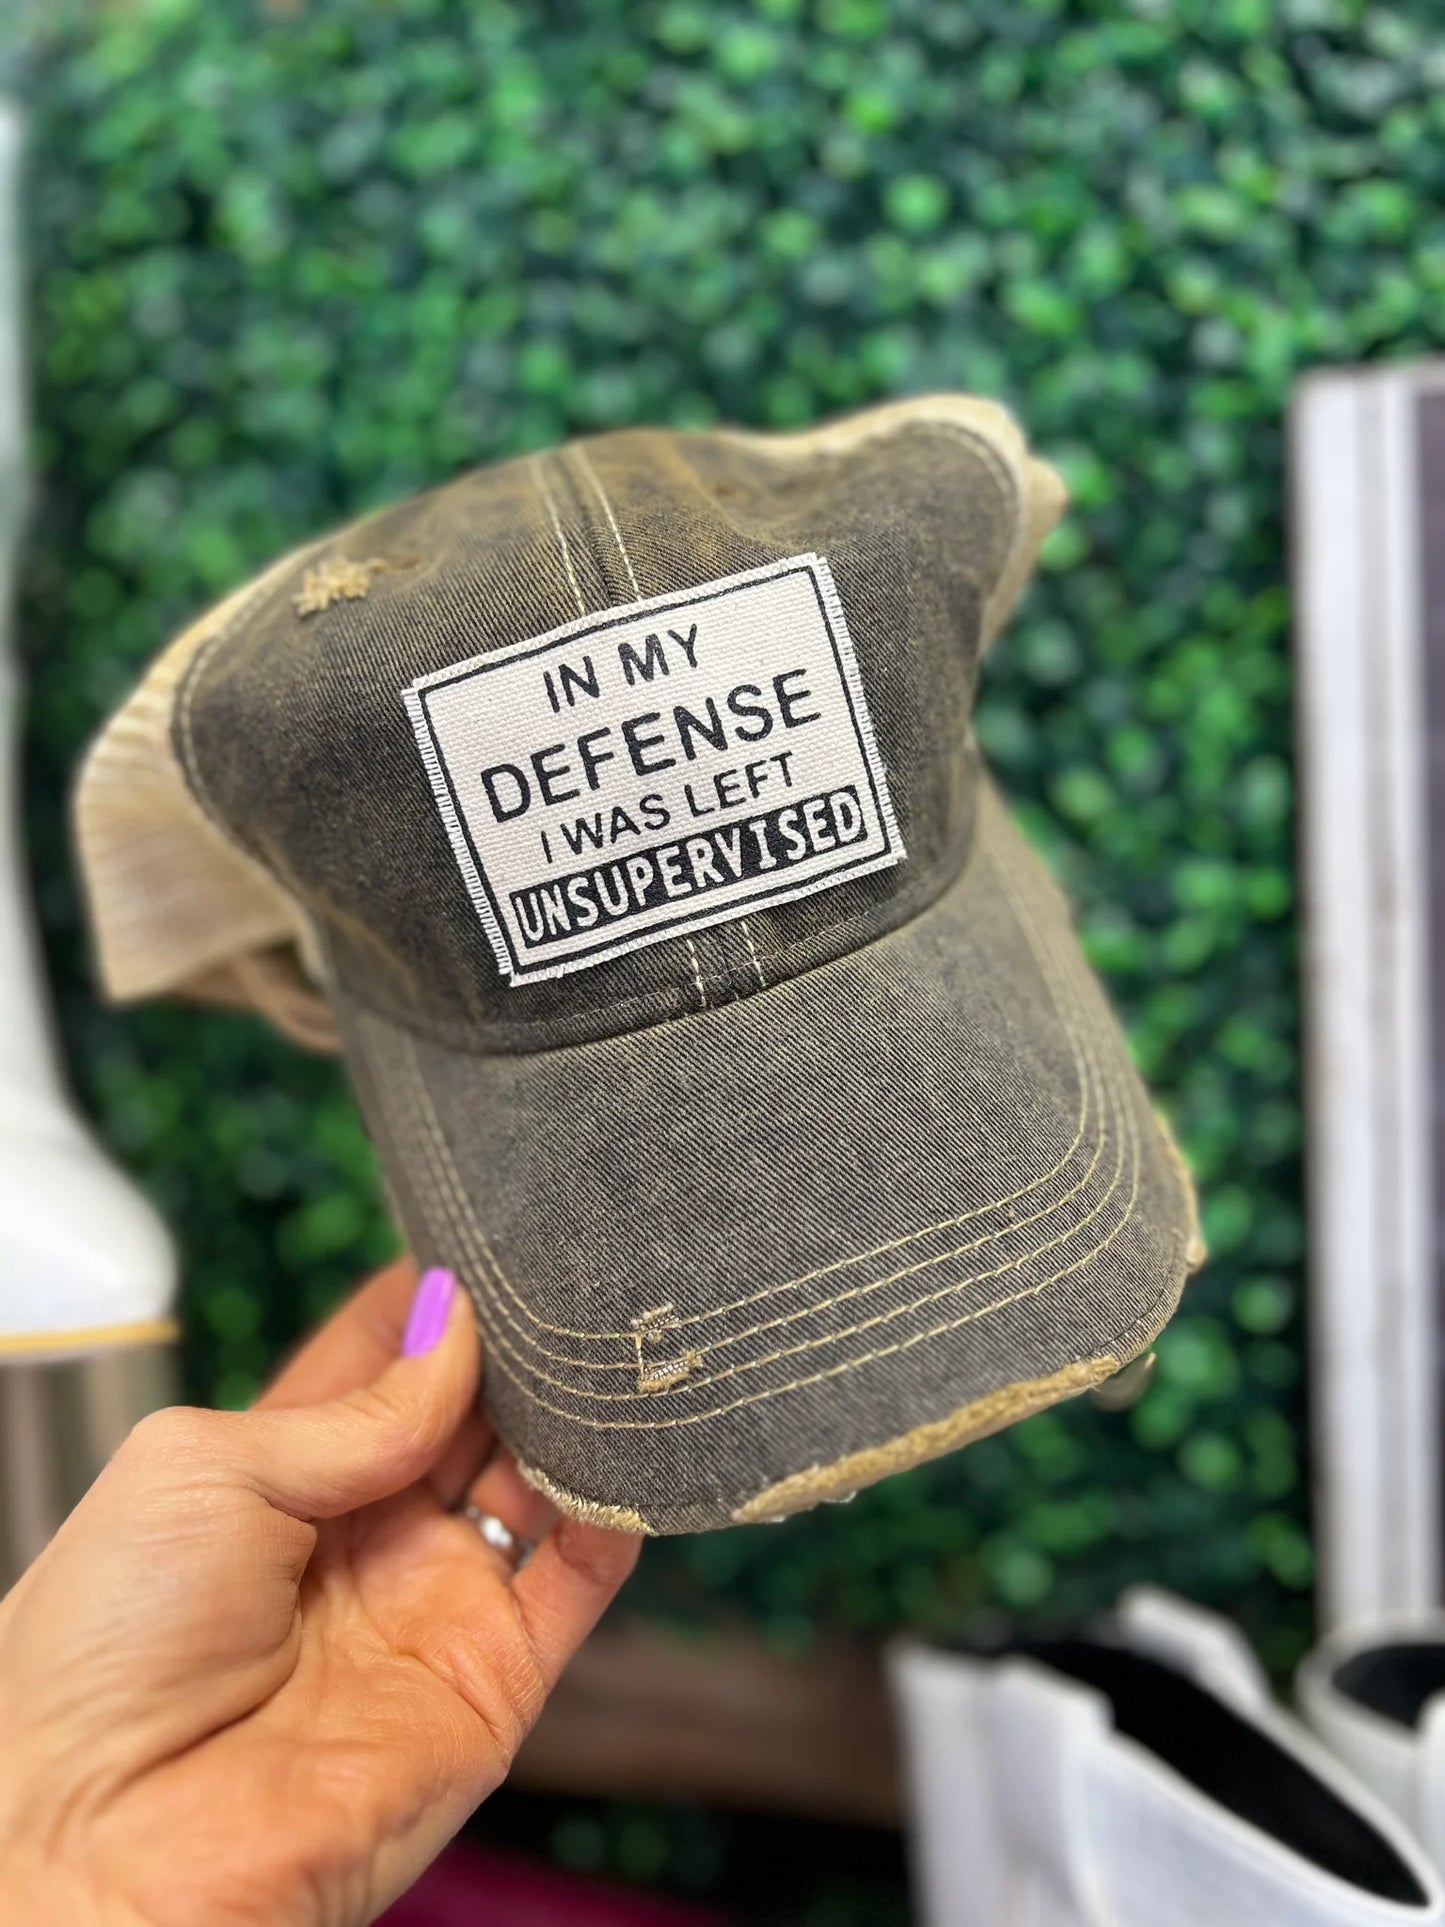 IN MY
DEFENSE
I WAS LEFT
UNSUPERVISED